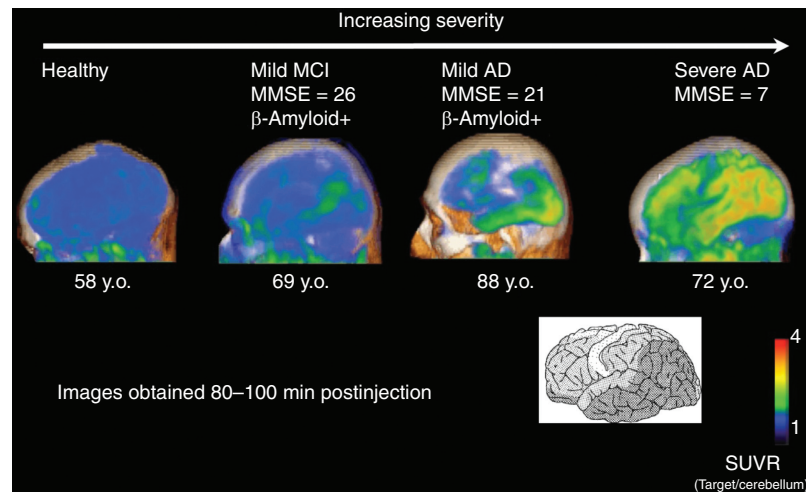 Increasing severity
Healthy
Mild MCI
MMSE = 26
β-Amyloid+
Mild AD
MMSE = 21
β-Amyloid+
Severe AD
MMSE = 7
58 y.o.
69 y.o.
88 y.o.
72 y.o.
Images obtained 80–100 min postinjection
4
1
SUVR
(Target/cerebellum)